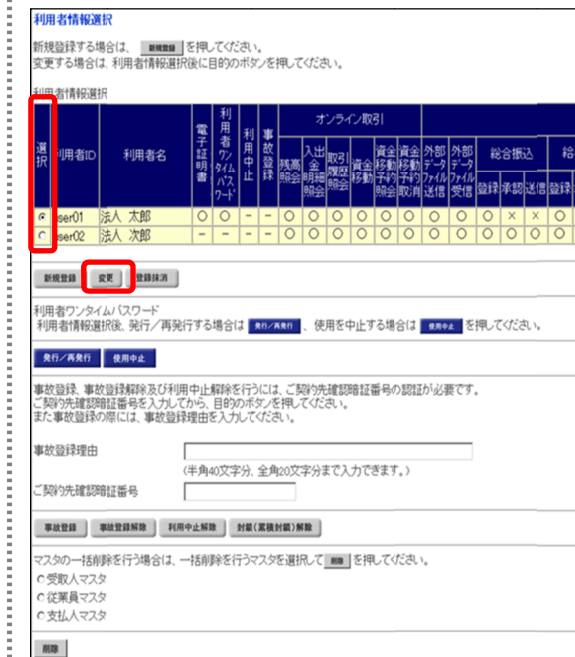 利用者情報選択
新規登録する場合は、 新規登録 を押してください。
変更する場合は、利用者情報選択後に目的のボタンを押してください。
利用者情報選択
選択 利用者ID 利用者名 電子証明書 利用者ワンタイムパスワード 利用中止 事故登録 オンライン取引
残高照会 入出金明細照会 取引履歴照会 資金移動 資金移動予約照会 資金移動予約取消 外部データファイル送信 外部データファイル受信 総合振込 給
登録 承認 送信 登録
user01 法人 太郎 ○ ○ - - ○ ○ ○ ○ ○ ○ ○ ○ ○ × × ○
user02 法人 次郎 - - - - ○ ○ ○ ○ ○ ○ ○ ○ ○ ○ ○ ○
新規登録 変更 登録抹消
利用者ワンタイムパスワード
利用者情報選択後、発行／再発行する場合は 発行／再発行 、使用を中止する場合は 使用中止 を押してください。
発行／再発行 使用中止
事故登録、事故登録解除及び利用中止解除を行うには、ご契約先確認暗証番号の認証が必要です。
ご契約先確認暗証番号を入力してから、目的のボタンを押してください。
また事故登録の際には、事故登録理由を入力してください。
事故登録理由
(半角40文字分、全角20文字分まで入力できます。)
ご契約先確認暗証番号
事故登録 事故登録解除 利用中止解除 封鎖(累積封鎖)解除
マスタの一括削除を行う場合は、一括削除を行うマスタを選択して 削除 を押してください。
受取人マスタ
従業員マスタ
支払人マスタ
削除